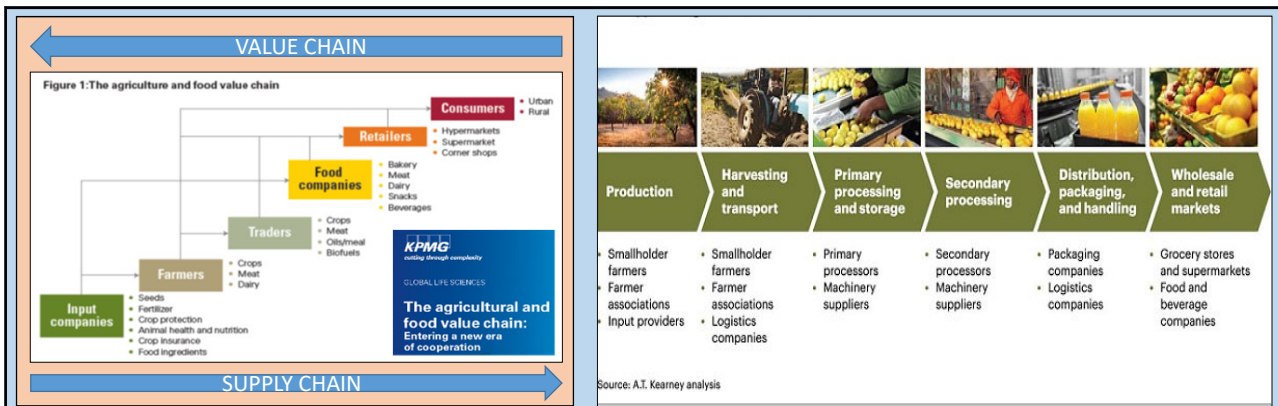 VALUE CHAIN
Figure 1:The agriculture and food value chain
Consumers
• Urban
• Rural
Retailers
• Hypermarkets
• Supermarket
• Corner shops
Food
companies
• Bakery
• Meat
• Dairy
• Snacks
• Beverages
Traders
• Crops
• Meat
• Oils/meal
• Biofuels
Farmers
• Crops
• Meat
• Dairy
Input
companies
• Seeds
• Fertilizer
• Crop protection
• Animal health and nutrition
• Crop insurance
• Food ingredients
KPMG
cutting through complexity
GLOBAL LIFE SCIENCES
The agricultural and
food value chain:
Entering a new era
of cooperation
SUPPLY CHAIN
Production
• Smallholder
farmers
• Farmer
associations
• Input providers
Harvesting
and
transport
• Smallholder
farmers
• Farmer
associations
• Logistics
companies
Primary
processing
and storage
• Primary
processors
• Machinery
suppliers
Secondary
processing
• Secondary
processors
• Machinery
suppliers
Distribution,
packaging,
and handling
• Packaging
companies
• Logistics
companies
Wholesale
and retail
markets
• Grocery stores
and supermarkets
• Food and
beverage
companies
Source: A.T. Kearney analysis